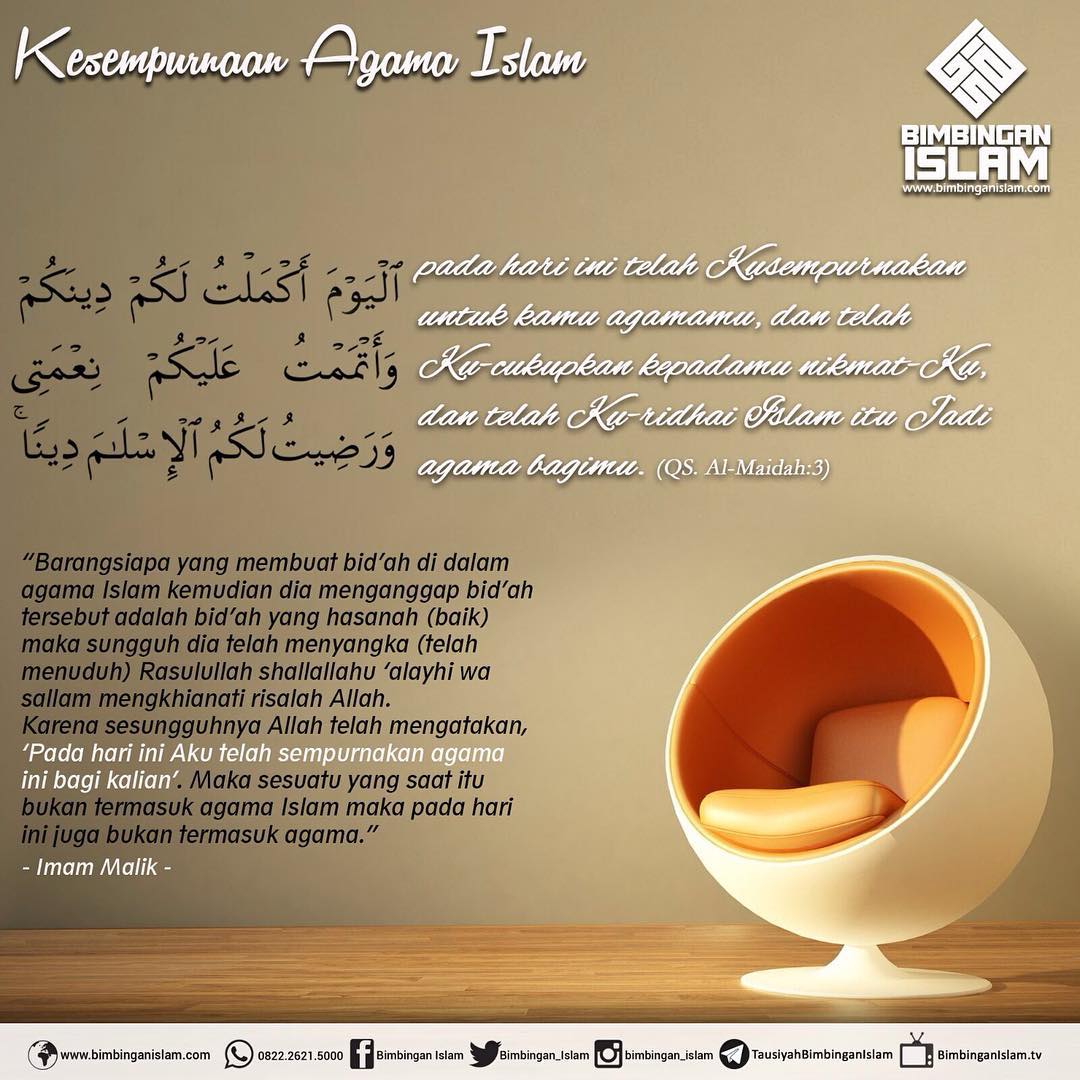 Kesempurnaan Agama Islam
BIMBINGAN
ISLAM
www.bimbinganislam.com
ٱلْيَوْمَ أَكْمَلْتُ لَكُمْ دِينَكُمْ
وَأَتْمَمْتُ عَلَيْكُمْ نِعْمَتِى
وَرَضِيتُ لَكُمُ ٱلْإِسْلَـٰمَ دِينًا ۚ
pada hari ini telah Kusempurnakan
untuk kamu agamamu, dan telah
Ku-cukupkan kepadamu nikmat-Ku,
dan telah Ku-ridhai Islam itu Jadi
agama bagimu. (QS. Al-Maidah:3)
“Barangsiapa yang membuat bid’ah di dalam
agama Islam kemudian dia menganggap bid’ah
tersebut adalah bid’ah yang hasanah (baik)
maka sungguh dia telah menyangka (telah
menuduh) Rasulullah shallallahu ‘alayhi wa
sallam mengkhianati risalah Allah.
Karena sesungguhnya Allah telah mengatakan,
‘Pada hari ini Aku telah sempurnakan agama
ini bagi kalian’. Maka sesuatu yang saat itu
bukan termasuk agama Islam maka pada hari
ini juga bukan termasuk agama.”
- Imam Malik -
www.bimbinganislam.com 0822.2621.5000 Bimbingan Islam Bimbingan_Islam bimbingan_islam TausiyahBimbinganIslam BimbinganIslam.tv